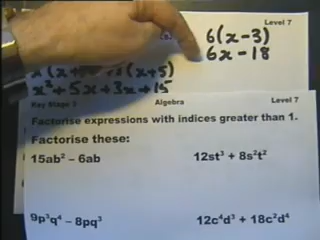 Level 7
6(x-3)
6x - 18
(x+5)
x² + 5x + 3x + 15
Key Stage 3 Algebra Level 7
Factorise expressions with indices greater than 1.
Factorise these:
15ab² – 6ab 12st³ + 8s²t²
9p³q⁴ – 8pq³ 12c⁴d³ + 18c²d⁴